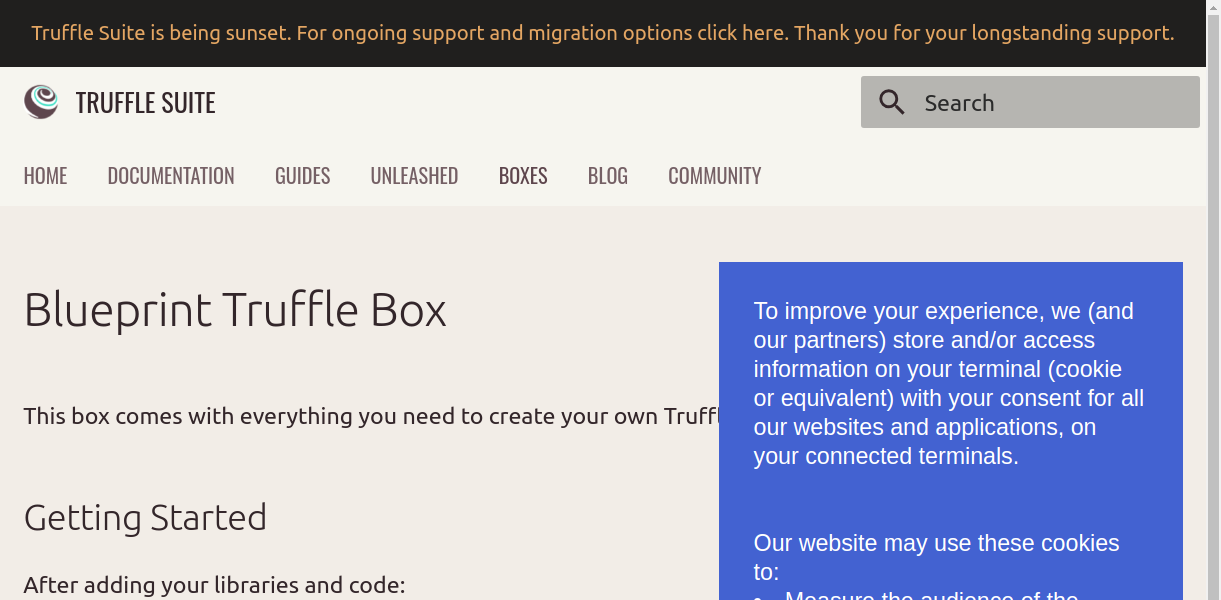 Truffle Suite is being sunset. For ongoing support and migration options click here. Thank you for your longstanding support.
TRUFFLE SUITE
Search
HOME DOCUMENTATION GUIDES UNLEASHED BOXES BLOG COMMUNITY
Blueprint Truffle Box
This box comes with everything you need to create your own
Getting Started
After adding your libraries and code:
To improve your experience, we (and
our partners) store and/or access
information on your terminal (cookie
or equivalent) with your consent for all
our websites and applications, on
your connected terminals.
Our website may use these cookies
to:
• Measure the audience of the